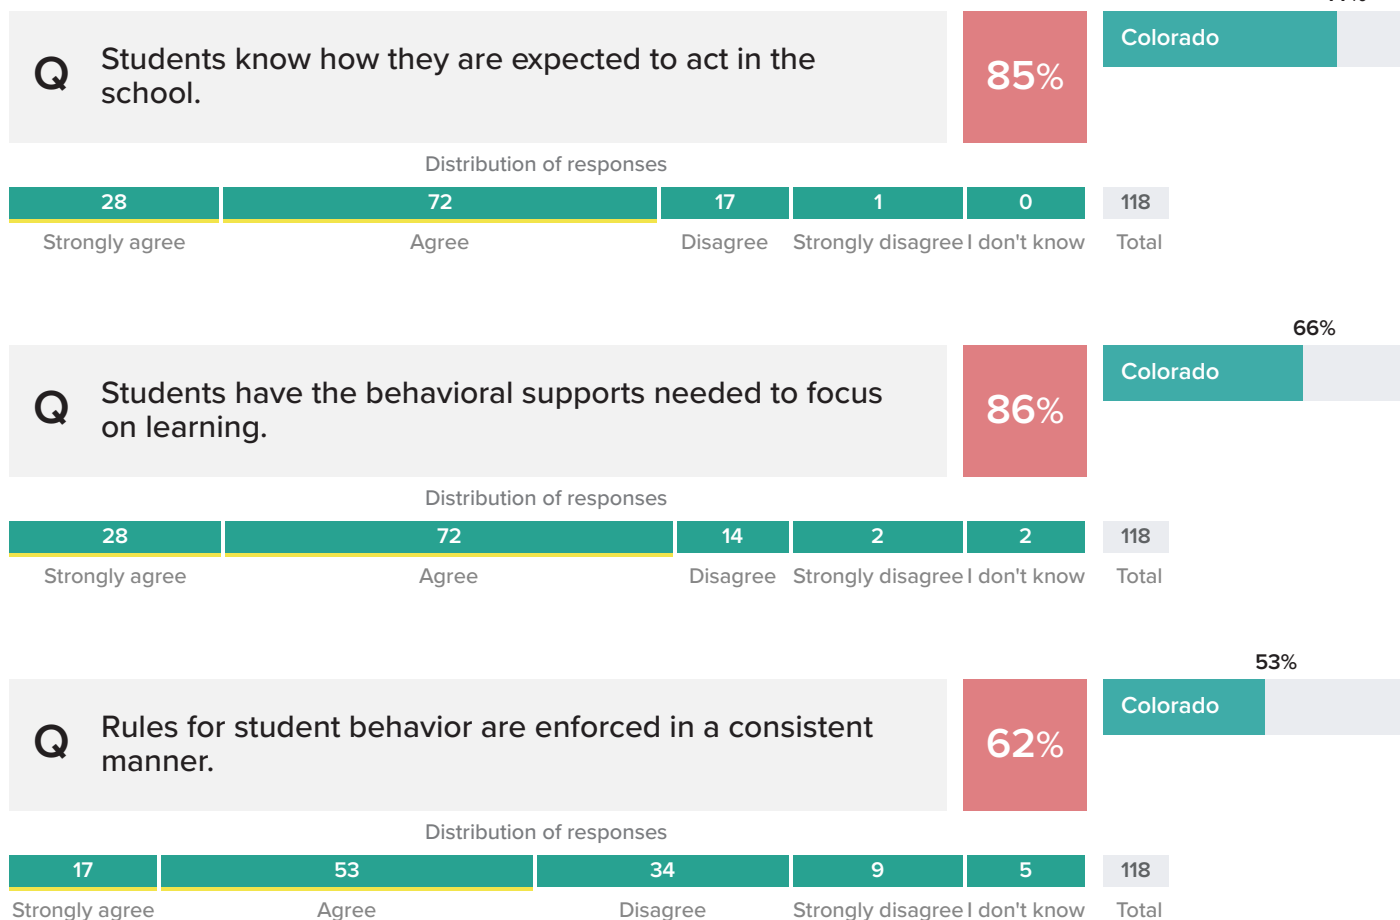 Q
Students know how they are expected to act in the
school.
85%
Colorado
Distribution of responses
28 72 17 1 0 118
Strongly agree Agree Disagree Strongly disagree I don't know Total
66%
Q
Students have the behavioral supports needed to focus
on learning.
86%
Colorado
Distribution of responses
28 72 14 2 2 118
Strongly agree Agree Disagree Strongly disagree I don't know Total
53%
Q
Rules for student behavior are enforced in a consistent
manner.
62%
Colorado
Distribution of responses
17 53 34 9 5 118
Strongly agree Agree Disagree Strongly disagree I don't know Total